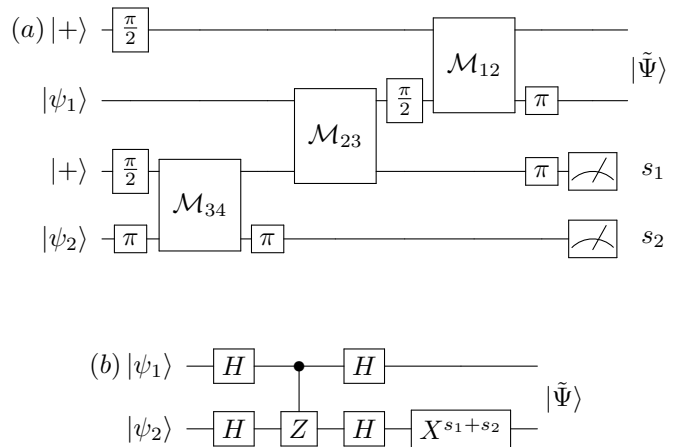 (a) |+⟩ π/2 M₁₂
|ψ₁⟩ M₂₃ π/2 π |Ψ̃⟩
|+⟩ π/2 M₃₄ π s₁
|ψ₂⟩ π π s₂
(b) |ψ₁⟩ H H
|ψ₂⟩ H Z H X^{s₁+s₂} |Ψ̃⟩